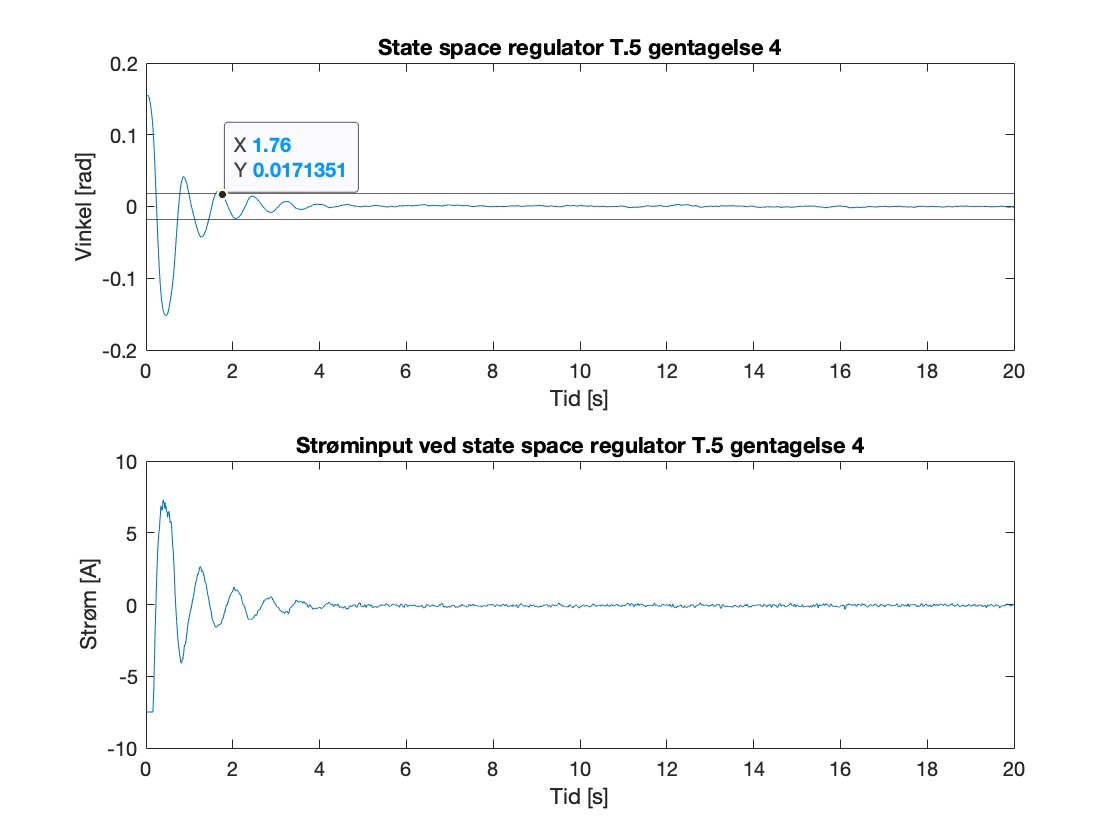 State space regulator T.5 gentagelse 4
0.2
0.1
0
-0.1
-0.2
Vinkel [rad]
X 1.76
Y 0.0171351
0 2 4 6 8 10 12 14 16 18 20
Tid [s]
Strøminput ved state space regulator T.5 gentagelse 4
10
5
0
-5
-10
Strøm [A]
0 2 4 6 8 10 12 14 16 18 20
Tid [s]